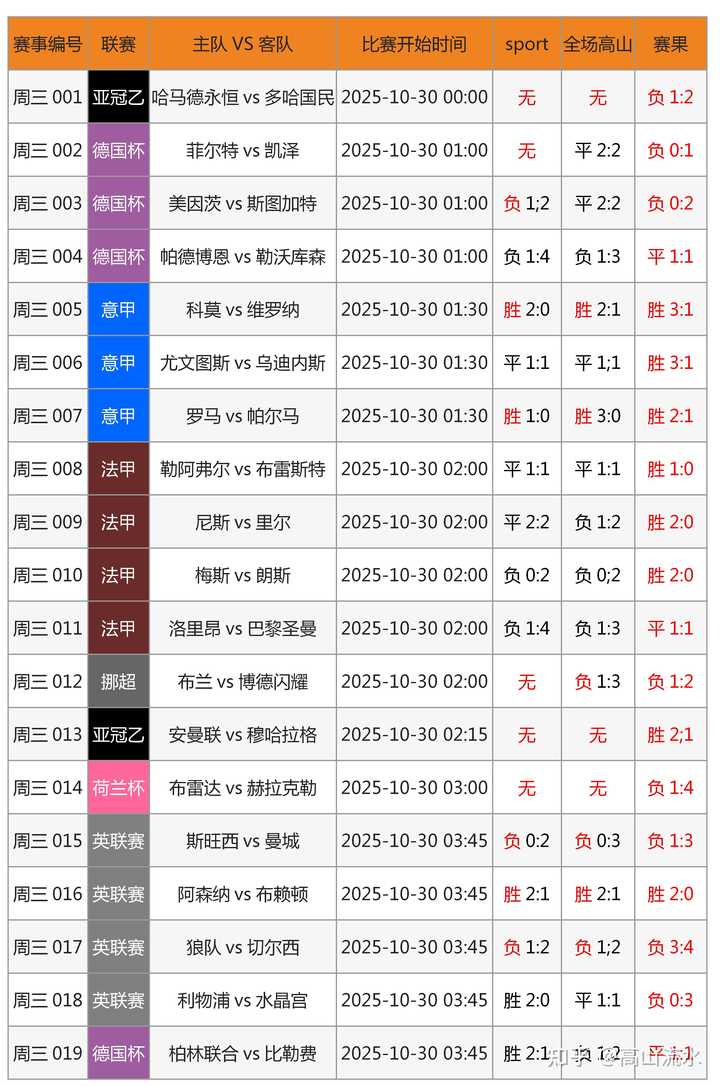 赛事编号 联赛 主队 VS 客队 比赛开始时间 sport 全场高山 赛果
周三 001 亚冠乙 哈马德永恒 vs 多哈国民 2025-10-30 00:00 无 无 负 1:2
周三 002 德国杯 菲尔特 vs 凯泽 2025-10-30 01:00 无 平 2:2 负 0:1
周三 003 德国杯 美因茨 vs 斯图加特 2025-10-30 01:00 负 1;2 平 2:2 负 0:2
周三 004 德国杯 帕德博恩 vs 勒沃库森 2025-10-30 01:00 负 1:4 负 1:3 平 1:1
周三 005 意甲 科莫 vs 维罗纳 2025-10-30 01:30 胜 2:0 胜 2:1 胜 3:1
周三 006 意甲 尤文图斯 vs 乌迪内斯 2025-10-30 01:30 平 1:1 平 1;1 胜 3:1
周三 007 意甲 罗马 vs 帕尔马 2025-10-30 01:30 胜 1:0 胜 3:0 胜 2:1
周三 008 法甲 勒阿弗尔 vs 布雷斯特 2025-10-30 02:00 平 1:1 平 1:1 胜 1:0
周三 009 法甲 尼斯 vs 里尔 2025-10-30 02:00 平 2:2 负 1:2 胜 2:0
周三 010 法甲 梅斯 vs 朗斯 2025-10-30 02:00 负 0:2 负 0;2 胜 2:0
周三 011 法甲 洛里昂 vs 巴黎圣曼 2025-10-30 02:00 负 1:4 负 1:3 平 1:1
周三 012 挪超 布兰 vs 博德闪耀 2025-10-30 02:00 无 负 1:3 负 1:2
周三 013 亚冠乙 安曼联 vs 穆哈拉格 2025-10-30 02:15 无 无 胜 2;1
周三 014 荷兰杯 布雷达 vs 赫拉克勒 2025-10-30 03:00 无 无 负 1:4
周三 015 英联赛 斯旺西 vs 曼城 2025-10-30 03:45 负 0:2 负 0:3 负 1:3
周三 016 英联赛 阿森纳 vs 布赖顿 2025-10-30 03:45 胜 2:1 胜 2:1 胜 2:0
周三 017 英联赛 狼队 vs 切尔西 2025-10-30 03:45 负 1:2 负 1;2 负 3:4
周三 018 英联赛 利物浦 vs 水晶宫 2025-10-30 03:45 胜 2:0 平 1:1 负 0:3
周三 019 德国杯 柏林联合 vs 比勒费 2025-10-30 03:45 胜 2:1 负 1:2 平 1:1
知乎 @高山流水